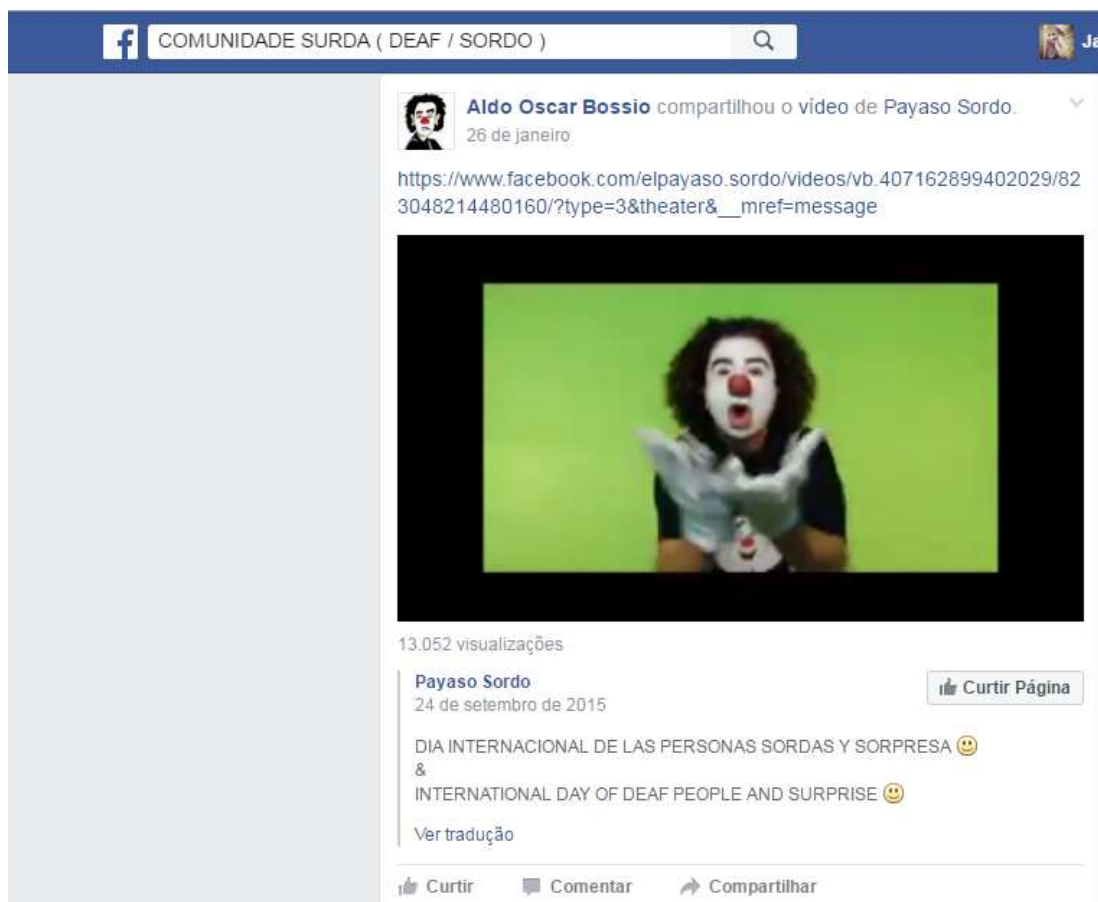 COMUNIDADE SURDA ( DEAF / SORDO )
Ja
Aldo Oscar Bossio compartilhou o vídeo de Payaso Sordo.
26 de janeiro
https://www.facebook.com/elpayaso.sordo/videos/vb.407162899402029/82
3048214480160/?type=3&theater&__mref=message
13.052 visualizações
Payaso Sordo
Curtir Página
24 de setembro de 2015
DIA INTERNACIONAL DE LAS PERSONAS SORDAS Y SORPRESA
&
INTERNATIONAL DAY OF DEAF PEOPLE AND SURPRISE
Ver tradução
Curtir Comentar Compartilhar